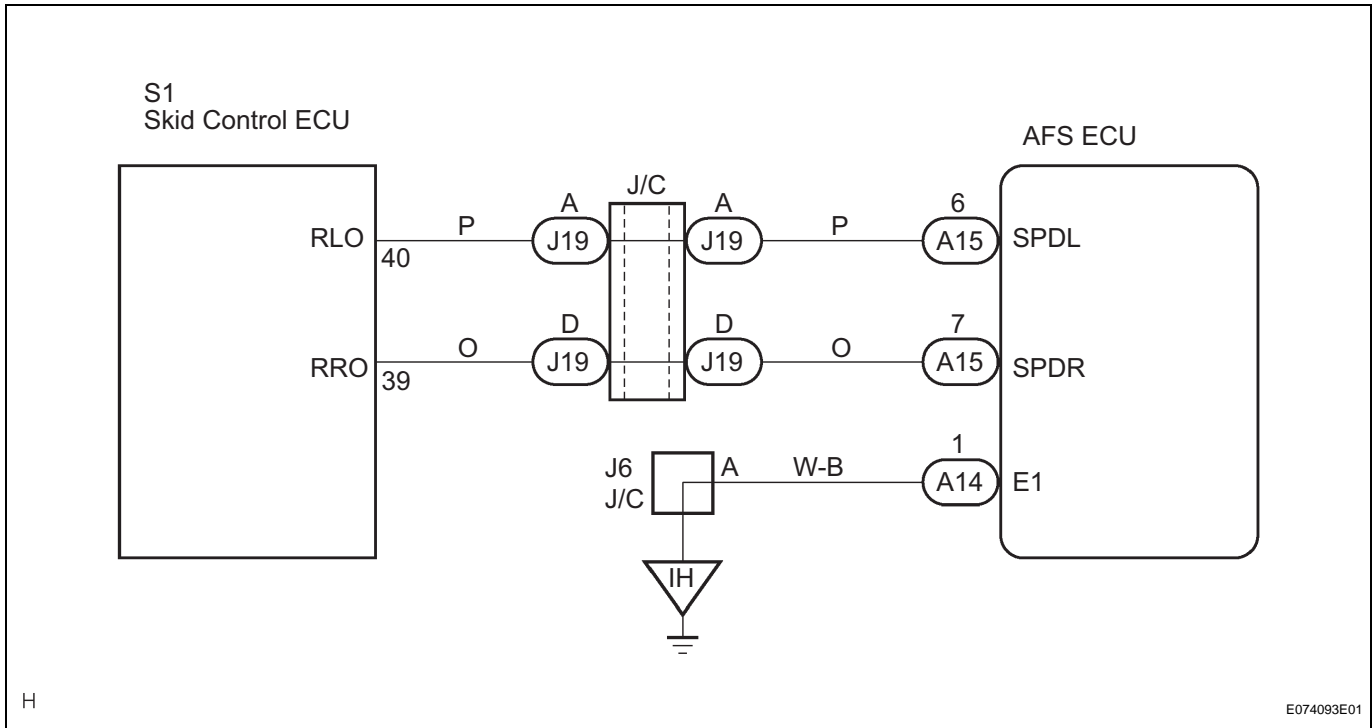 S1
Skid Control ECU
AFS ECU
J/C
A A 6
RLO P J19 J19 P A15 SPDL
40
D D 7
RRO O J19 J19 O A15 SPDR
39
1
J6 A W-B A14 E1
J/C
IH
H
E074093E01